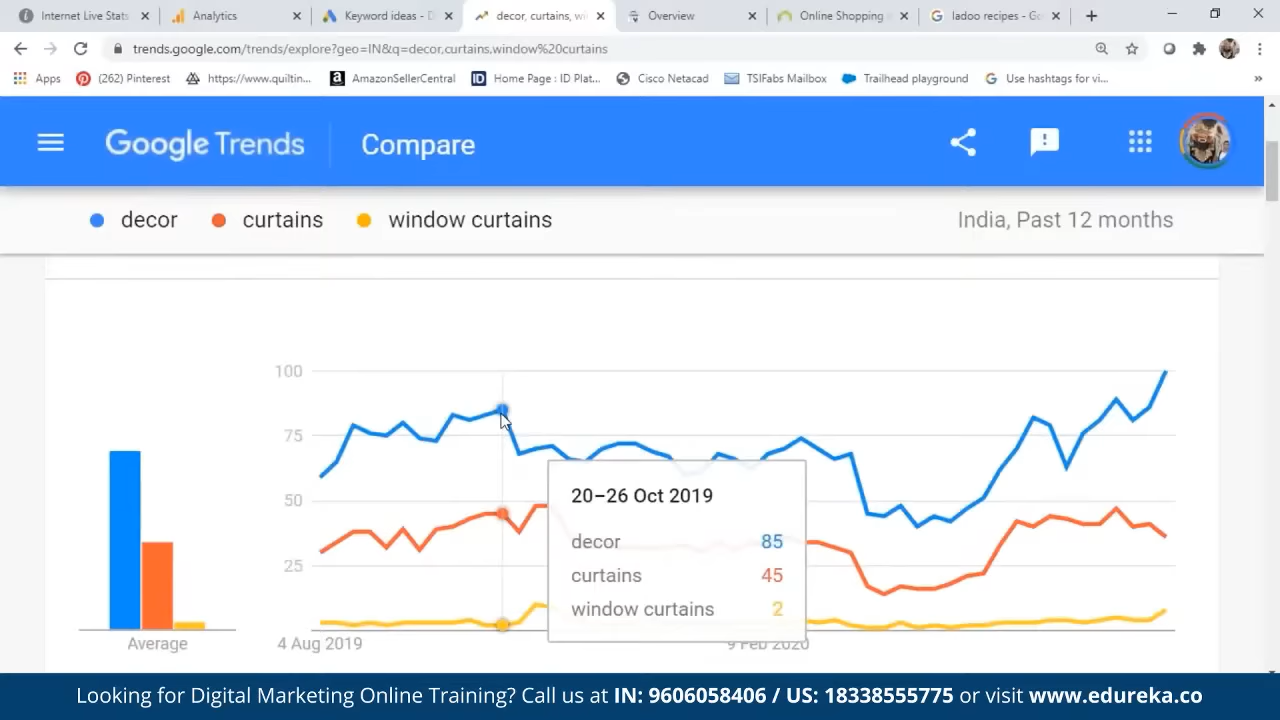 Internet Live Stats
Analytics
Keyword ideas - D
decor, curtains, wi
Overview
Online Shopping
ladoo recipes - Go
trends.google.com/trends/explore?geo=IN&q=decor,curtains,window%20curtains
Apps
(262) Pinterest
https://www.quiltin...
AmazonSellerCentral
ID
Home Page : ID Plat...
Cisco Netacad
TSIFabs Mailbox
Trailhead playground
Use hashtags for vi...
»
Google Trends
Compare
decor
curtains
window curtains
India, Past 12 months
100
75
50
25
20–26 Oct 2019
decor 85
curtains 45
window curtains 2
Average
4 Aug 2019
9 Feb 2020
Looking for Digital Marketing Online Training? Call us at IN: 9606058406 / US: 18338555775 or visit www.edureka.co